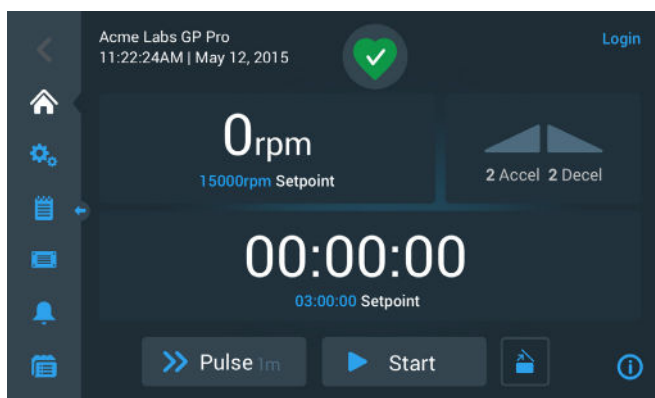 Acme Labs GP Pro
11:22:24AM | May 12, 2015
Login
0rpm
15000rpm Setpoint
2 Accel 2 Decel
00:00:00
03:00:00 Setpoint
Pulse 1m
Start